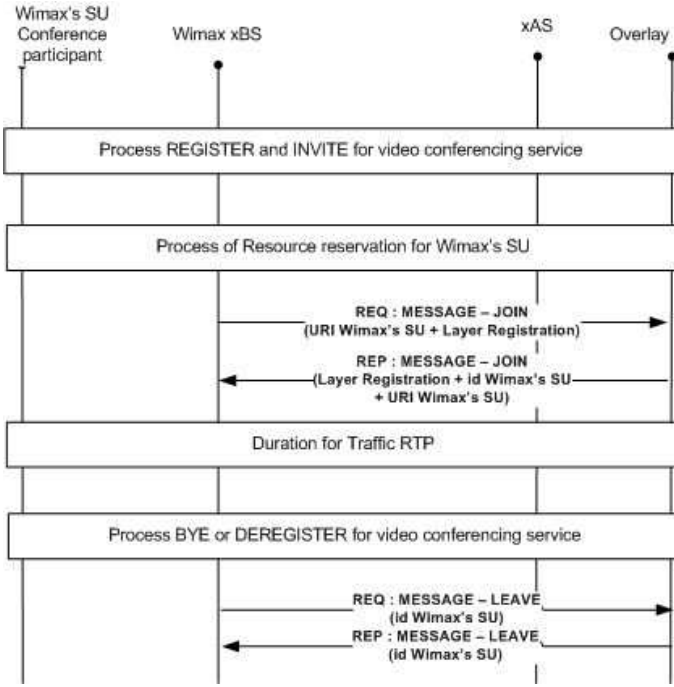 Wimax's SU
Conference
participant
Wimax xBS
xAS
Overlay
Process REGISTER and INVITE for video conferencing service
Process of Resource reservation for Wimax's SU
REQ : MESSAGE – JOIN
(URI Wimax's SU + Layer Registration)
REP : MESSAGE – JOIN
(Layer Registration + id Wimax's SU
+ URI Wimax's SU)
Duration for Traffic RTP
Process BYE or DEREGISTER for video conferencing service
REQ : MESSAGE – LEAVE
(id Wimax's SU)
REP : MESSAGE – LEAVE
(id Wimax's SU)